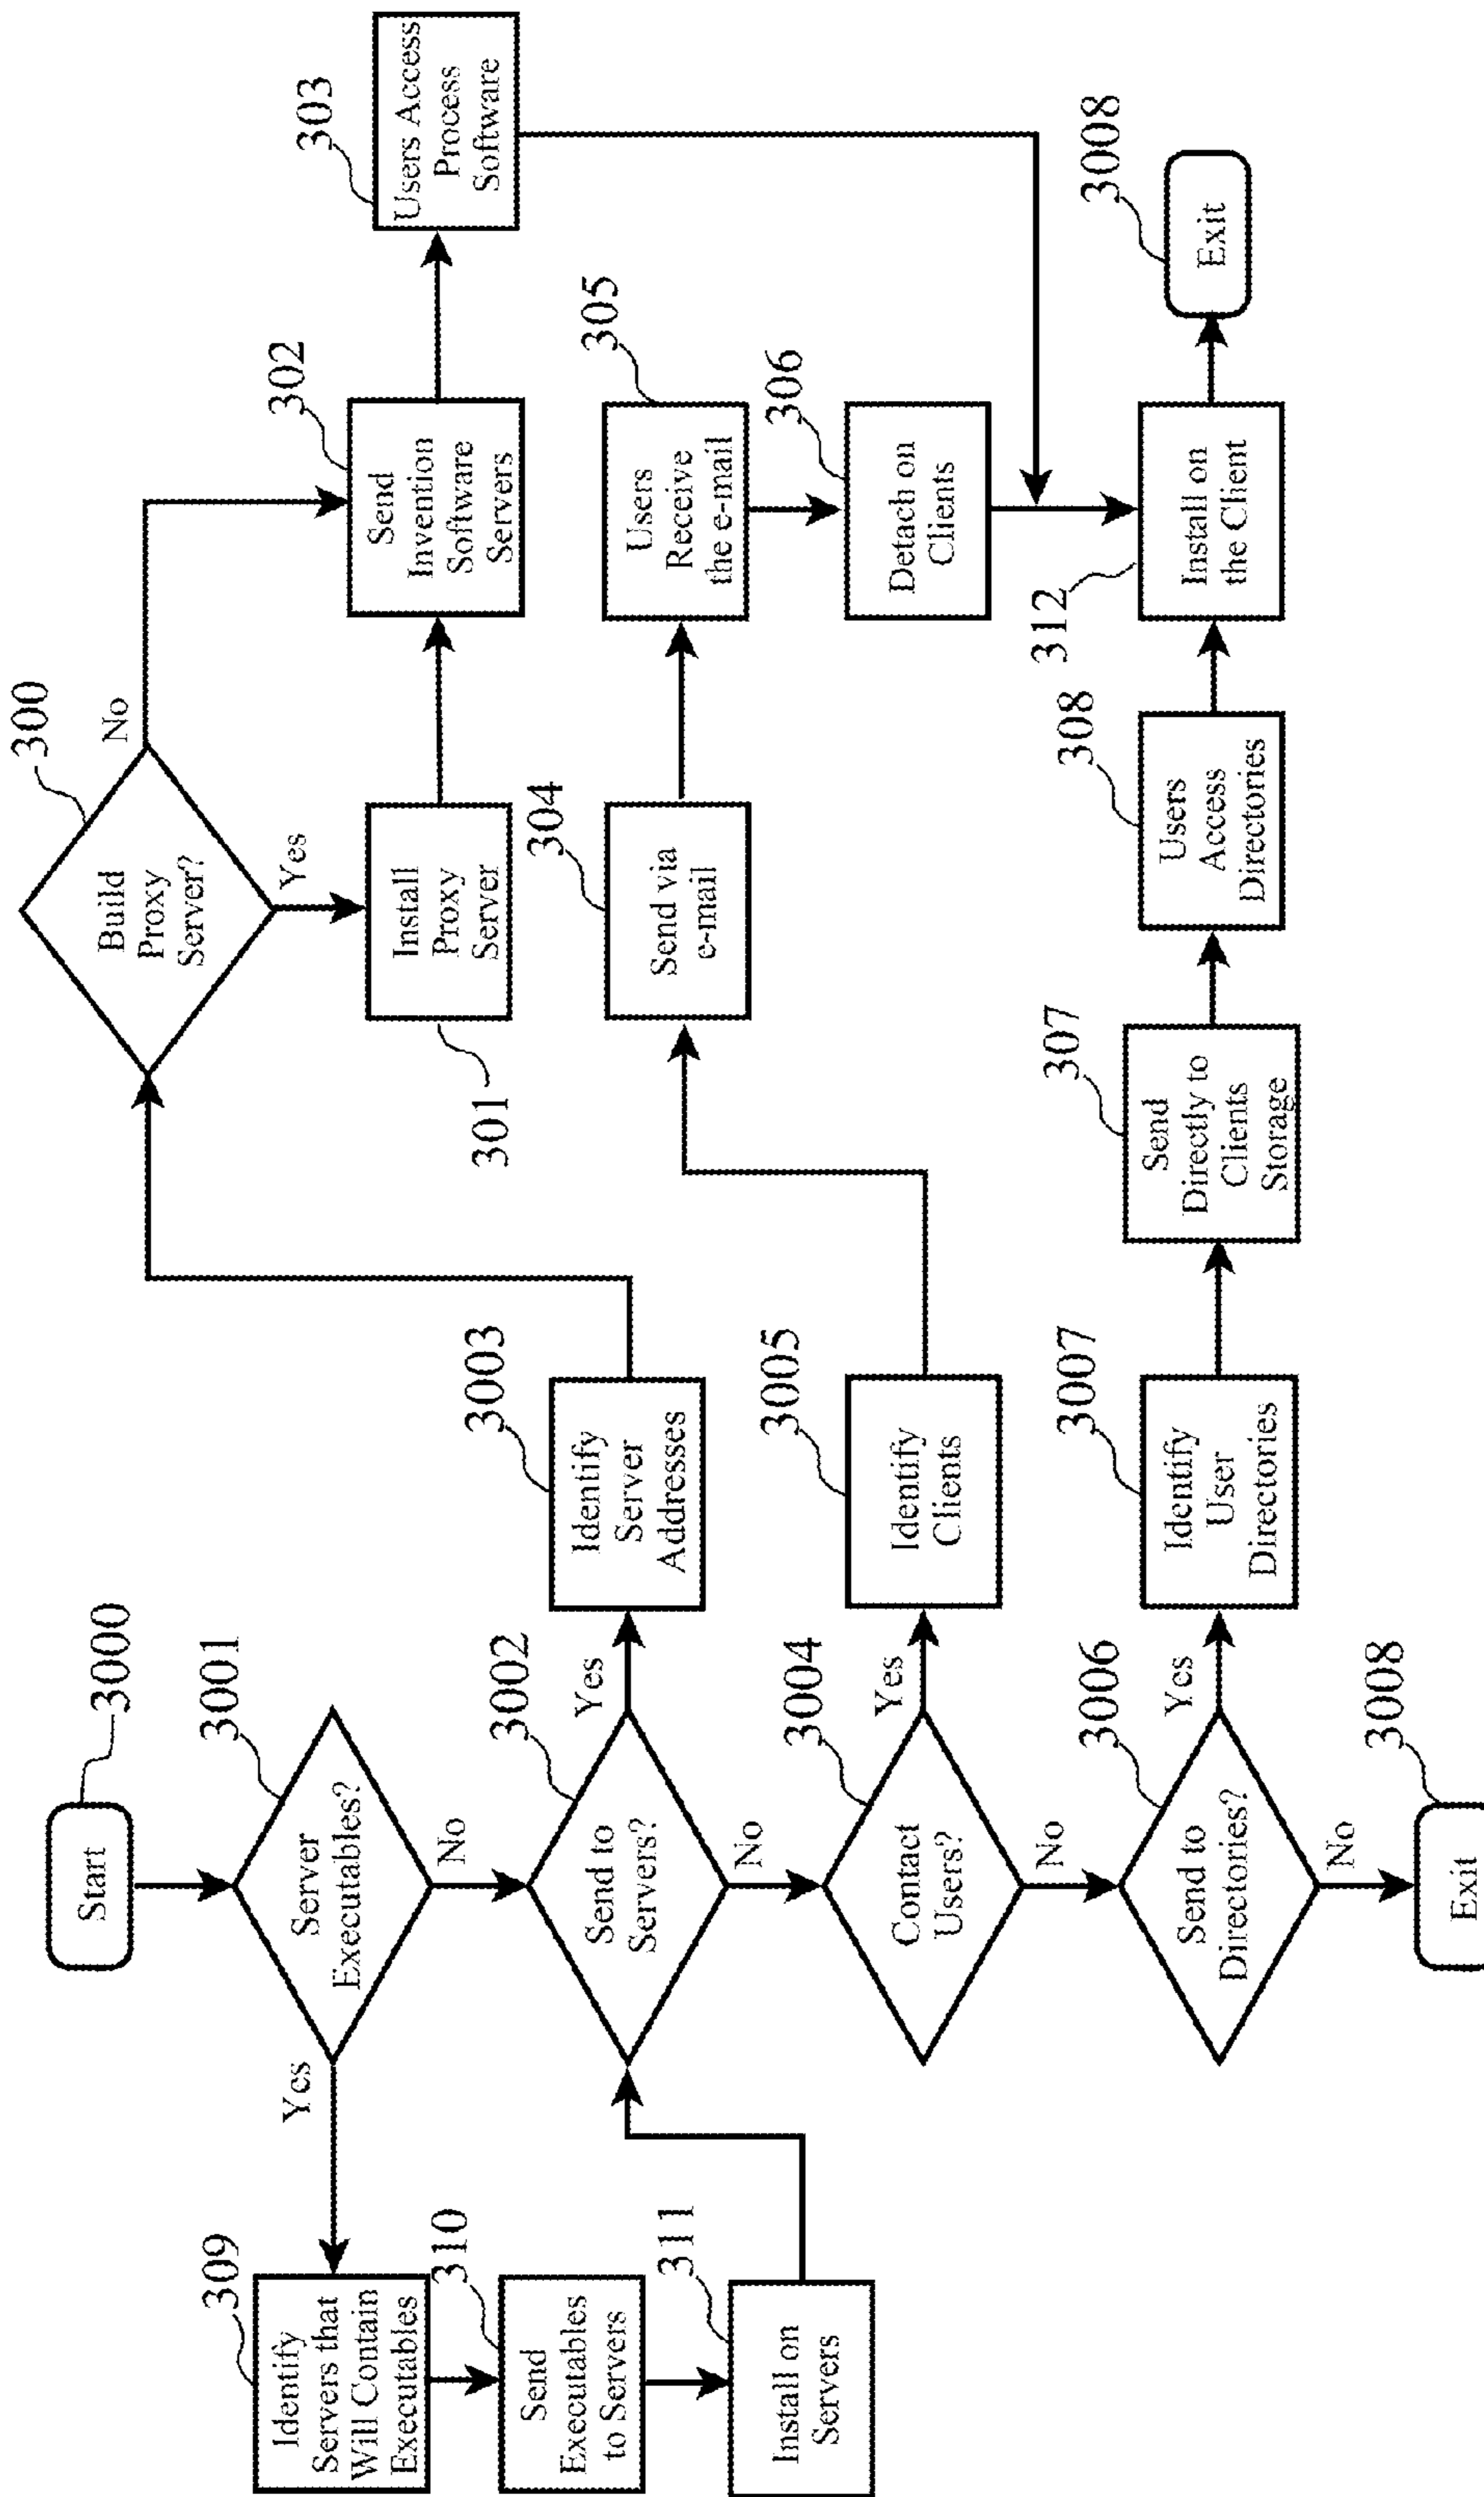 Start
3000
Server
Executables?
3001
Yes
No
309
Identify
Servers that
Will Contain
Executables
310
Send
Executables
to Servers
311
Install on
Servers
Send to
Servers?
3002
Yes
No
Identify
Server
Addresses
3003
Contact
Users?
3004
Yes
No
Identify
Clients
3005
Send to
Directories?
3006
Yes
No
Identify
User
Directories
3007
Exit
3008
Build
Proxy
Server?
300
No
Yes
Install
Proxy
Server
301
Send
Invention
Software
Servers
302
Users Access
Process
Software
303
Send via
e-mail
304
Users
Receive
the e-mail
305
Detach on
Clients
306
Send
Directly to
Clients
Storage
307
Users
Access
Directories
308
Install on
the Client
312
Exit
3008